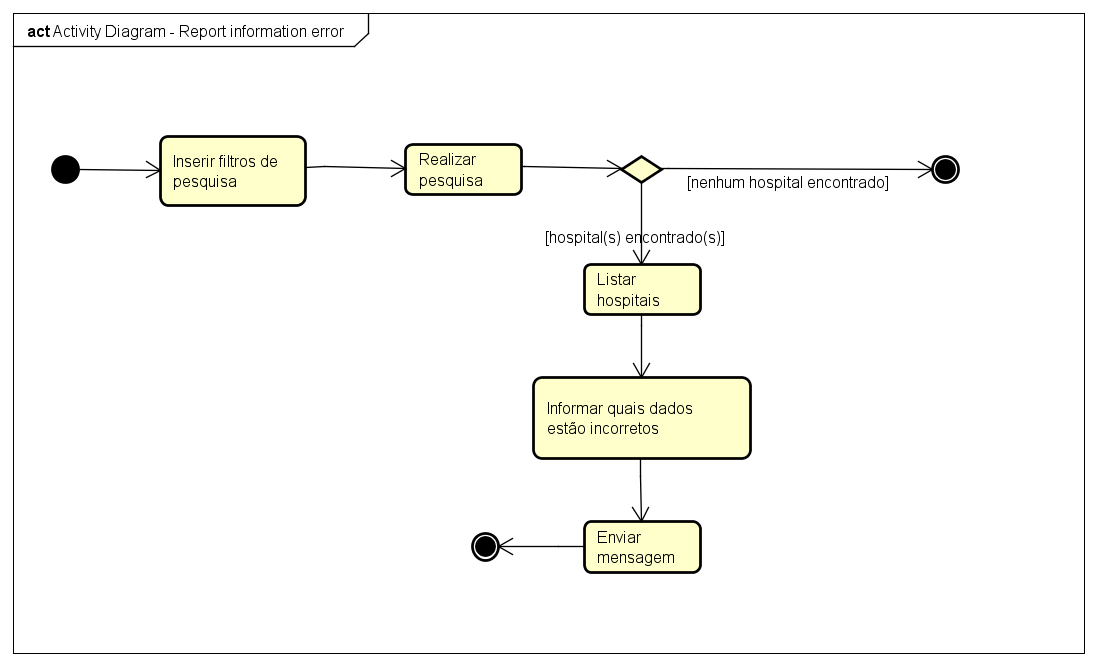 act Activity Diagram - Report information error
Inserir filtros de
pesquisa
Realizar
pesquisa
[nenhum hospital encontrado]
[hospital(s) encontrado(s)]
Listar
hospitais
Informar quais dados
estão incorretos
Enviar
mensagem